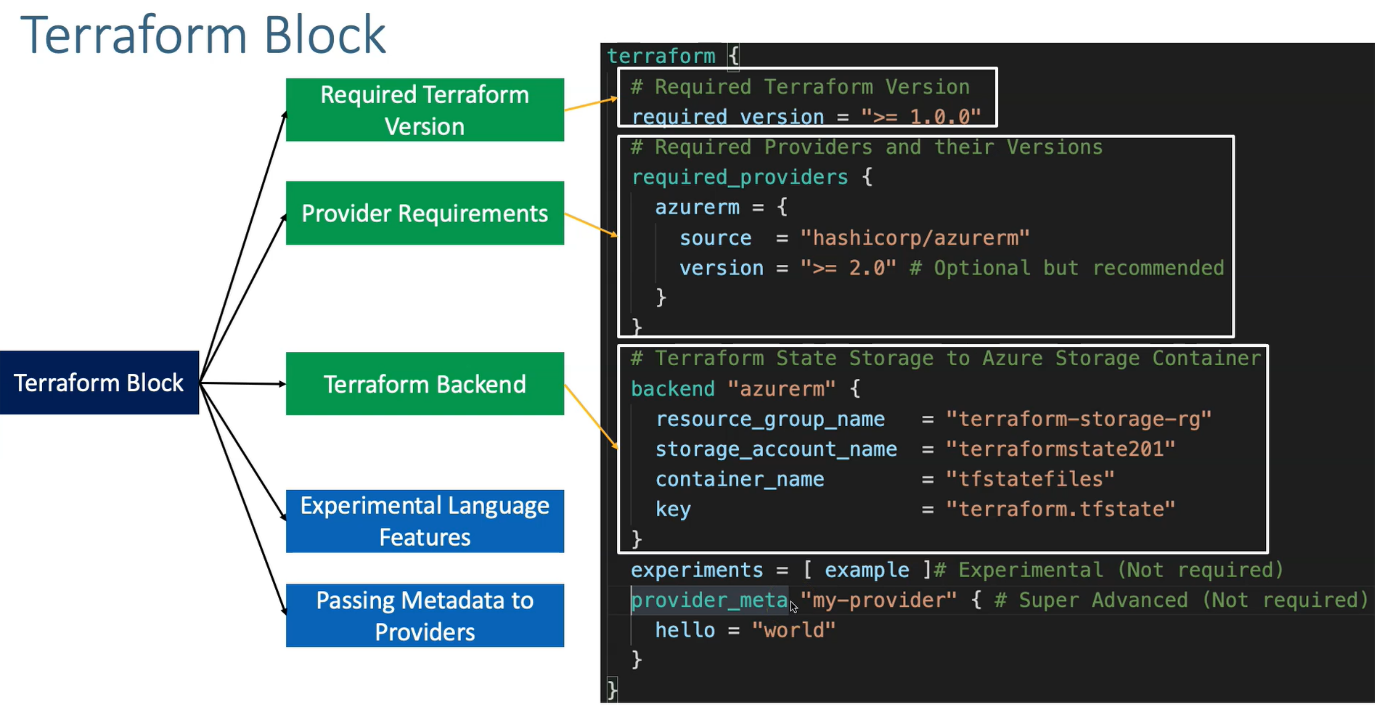 Terraform Block
Required Terraform
Version
Provider Requirements
Terraform Block
Terraform Backend
Experimental Language
Features
Passing Metadata to
Providers
terraform {
# Required Terraform Version
required_version = ">= 1.0.0"
# Required Providers and their Versions
required_providers {
azurerm = {
source = "hashicorp/azurerm"
version = ">= 2.0" # Optional but recommended
}
}
# Terraform State Storage to Azure Storage Container
backend "azurerm" {
resource_group_name = "terraform-storage-rg"
storage_account_name = "terraformstate201"
container_name = "tfstatefiles"
key = "terraform.tfstate"
}
experiments = [ example ]# Experimental (Not required)
provider_meta "my-provider" { # Super Advanced (Not required)
hello = "world"
}
}